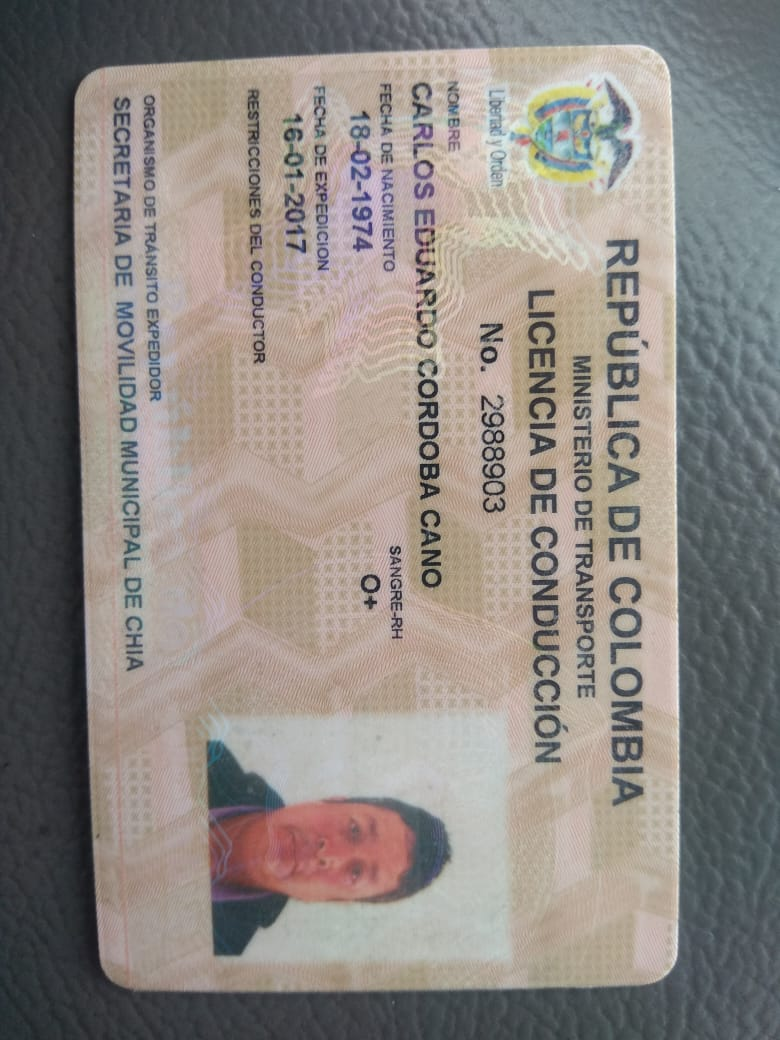 REPÚBLICA DE COLOMBIA
MINISTERIO DE TRANSPORTE
LICENCIA DE CONDUCCIÓN
Libertad y Orden
No. 2988903
NOMBRE
CARLOS EDUARDO CORDOBA CANO
FECHA DE NACIMIENTO
SANGRE-RH
18-02-1974
O+
FECHA DE EXPEDICION
16-01-2017
RESTRICCIONES DEL CONDUCTOR
ORGANISMO DE TRÁNSITO EXPEDIDOR
SECRETARIA DE MOVILIDAD MUNICIPAL DE CHIA